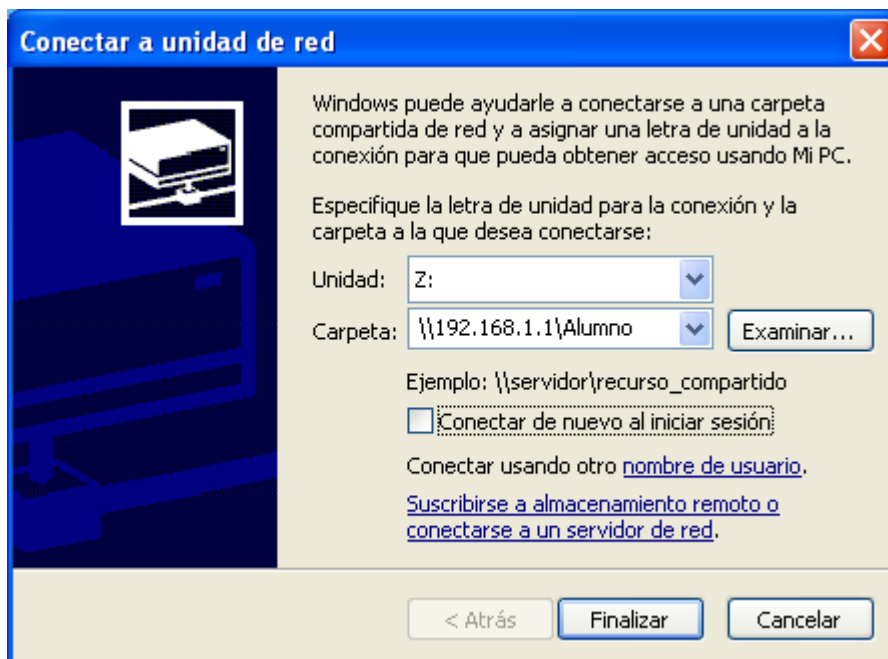 Conectar a unidad de red
Windows puede ayudarle a conectarse a una carpeta
compartida de red y a asignar una letra de unidad a la
conexión para que pueda obtener acceso usando Mi PC.
Especifique la letra de unidad para la conexión y la
carpeta a la que desea conectarse:
Unidad: Z:
Carpeta: \\192.168.1.1\Alumno Examinar...
Ejemplo: \\servidor\recurso_compartido
Conectar de nuevo al iniciar sesión
Conectar usando otro nombre de usuario.
Suscribirse a almacenamiento remoto o
conectarse a un servidor de red.
< Atrás Finalizar Cancelar